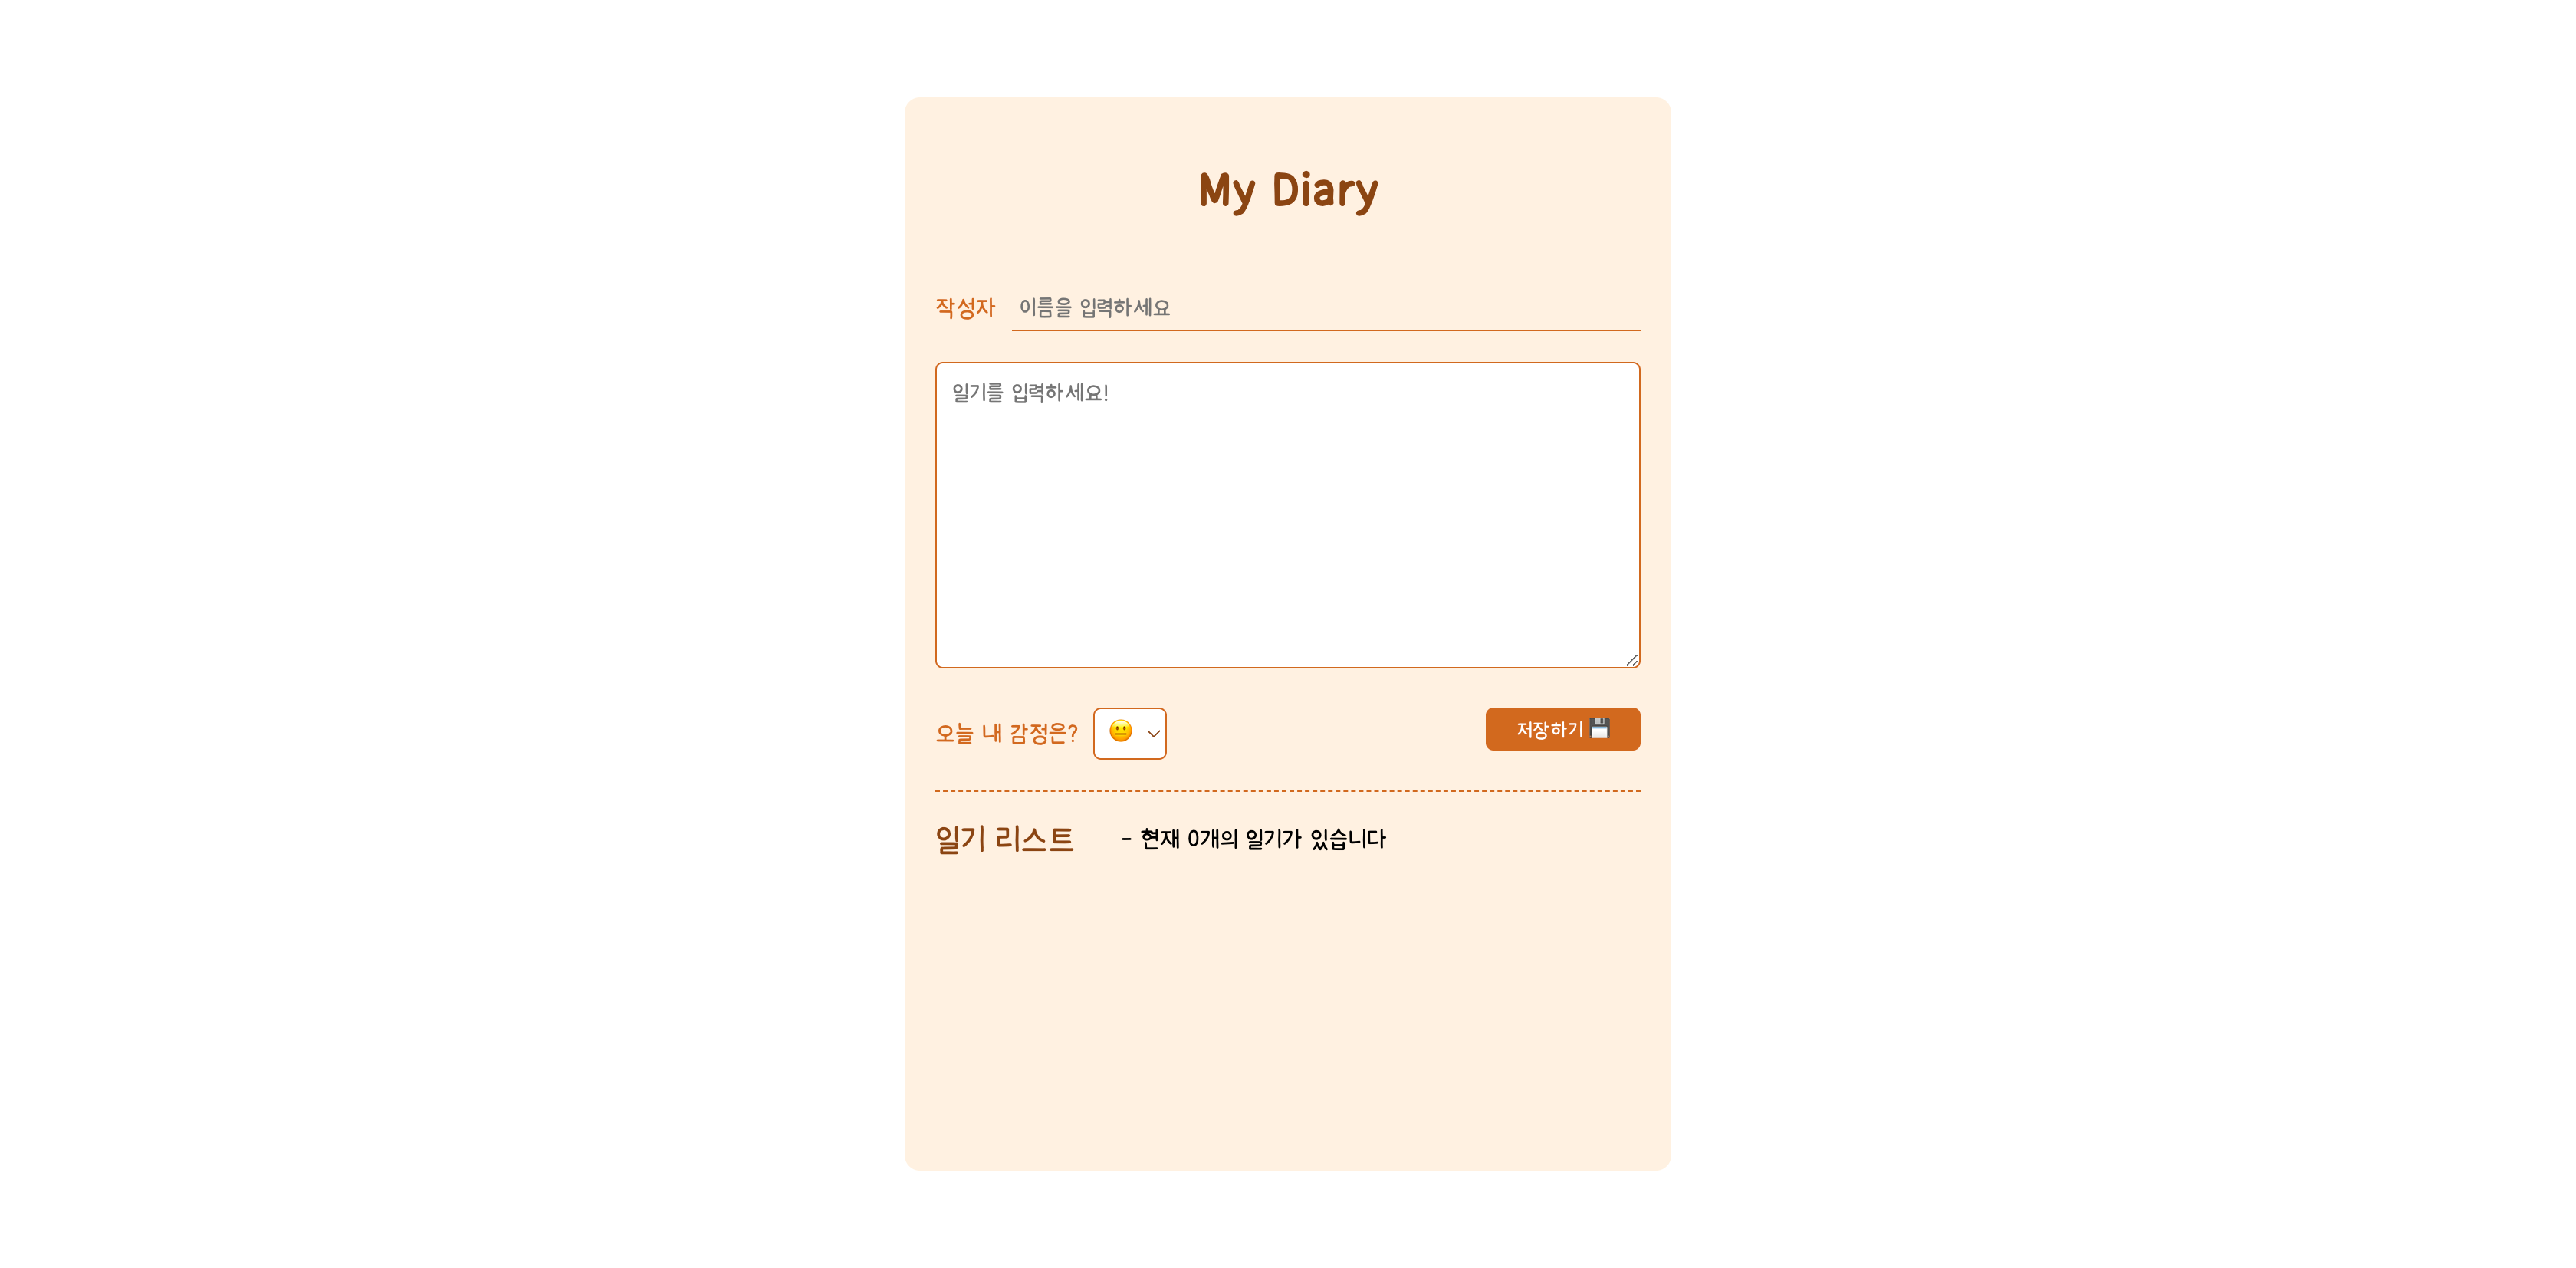 My Diary
작성자 이름을 입력하세요
일기를 입력하세요!
오늘 내 감정은? 😐 저장하기 💾
일기 리스트 - 현재 0개의 일기가 있습니다